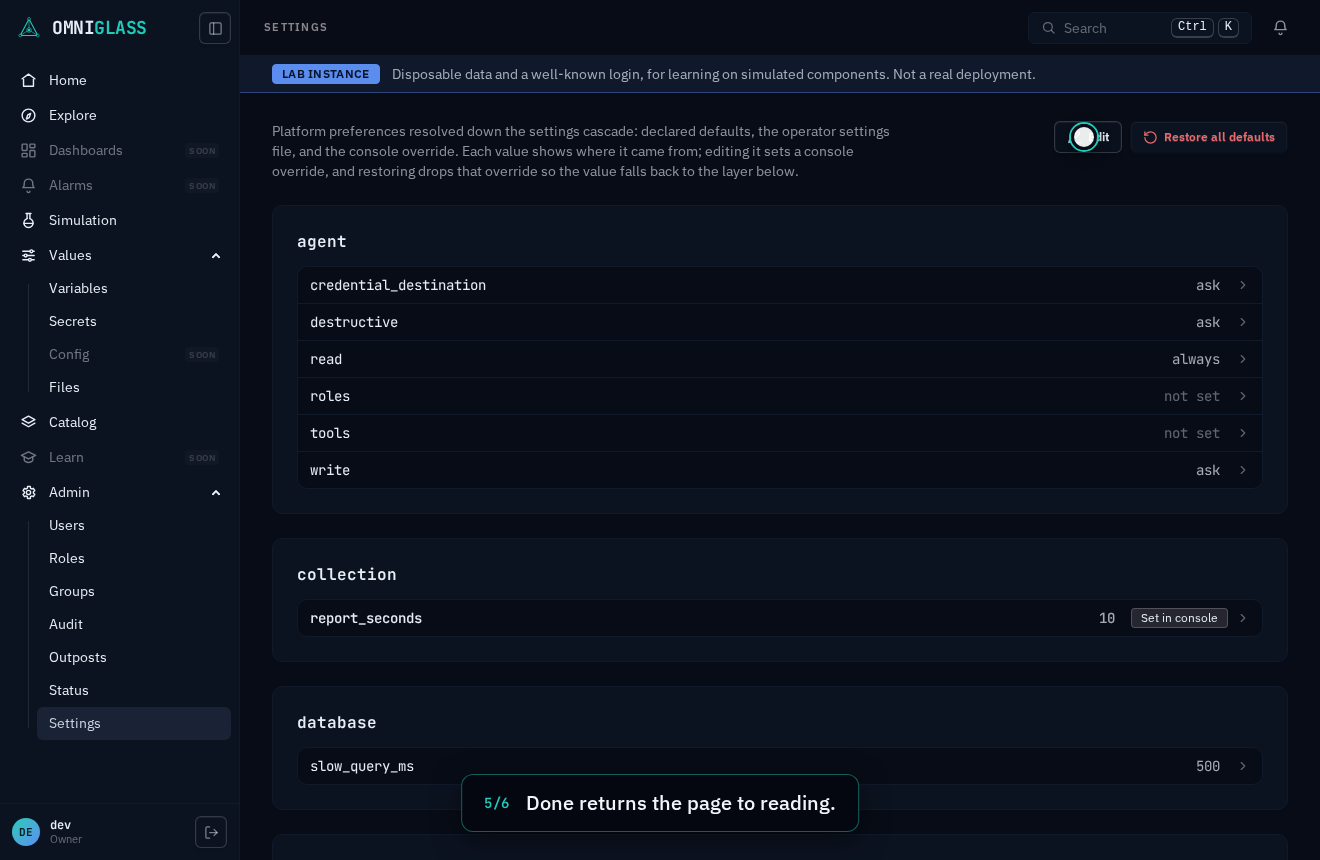 OMNIGLASS
SETTINGS
Search
Ctrl K
Home
Explore
Dashboards SOON
Alarms SOON
Simulation
Values
Variables
Secrets
Config SOON
Files
Catalog
Learn SOON
Admin
Users
Roles
Groups
Audit
Outposts
Status
Settings
DE dev
Owner
LAB INSTANCE Disposable data and a well-known login, for learning on simulated components. Not a real deployment.
Platform preferences resolved down the settings cascade: declared defaults, the operator settings
file, and the console override. Each value shows where it came from; editing it sets a console
override, and restoring drops that override so the value falls back to the layer below.
Restore all defaults
agent
credential_destination ask
destructive ask
read always
roles not set
tools not set
write ask
collection
report_seconds 10 Set in console
database
slow_query_ms 500
5/6 Done returns the page to reading.